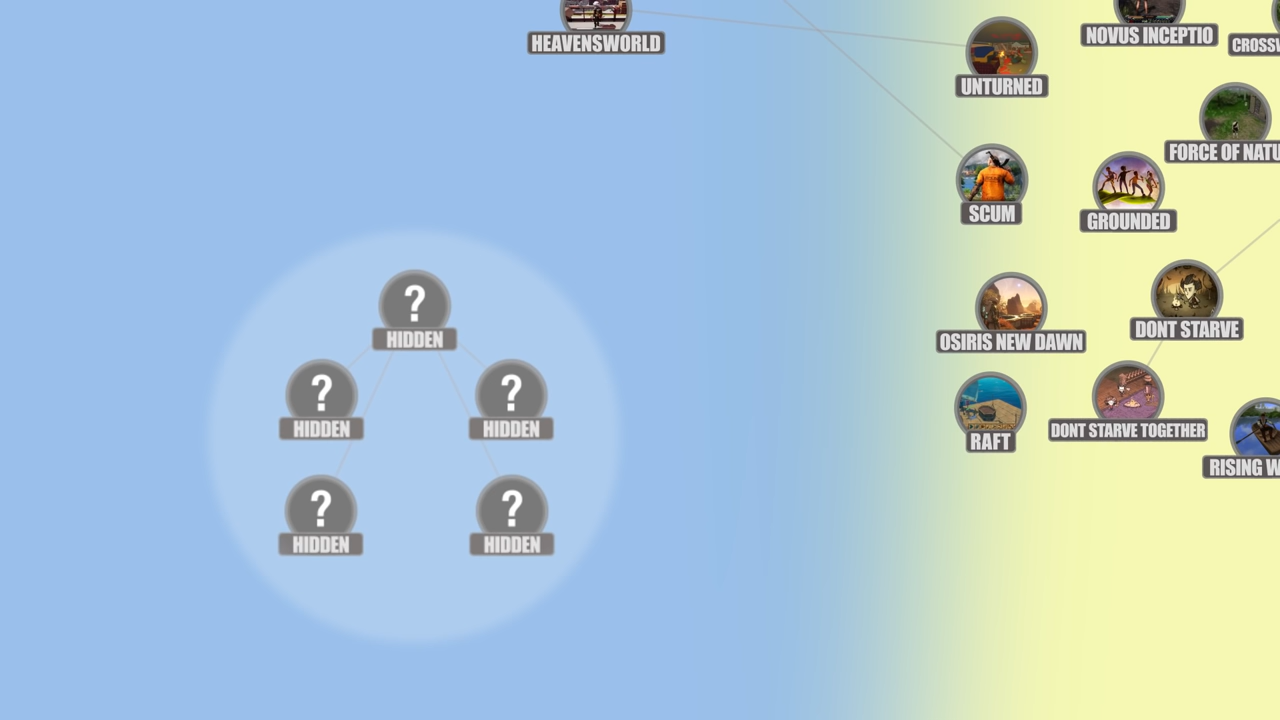 HEAVENSWORLD
NOVUS INCEPTIO
CROSSW
UNTURNED
FORCE OF NATU
SCUM
GROUNDED
?
HIDDEN
OSIRIS NEW DAWN
DONT STARVE
?
HIDDEN
?
HIDDEN
RAFT
DONT STARVE TOGETHER
RISING W
?
HIDDEN
?
HIDDEN